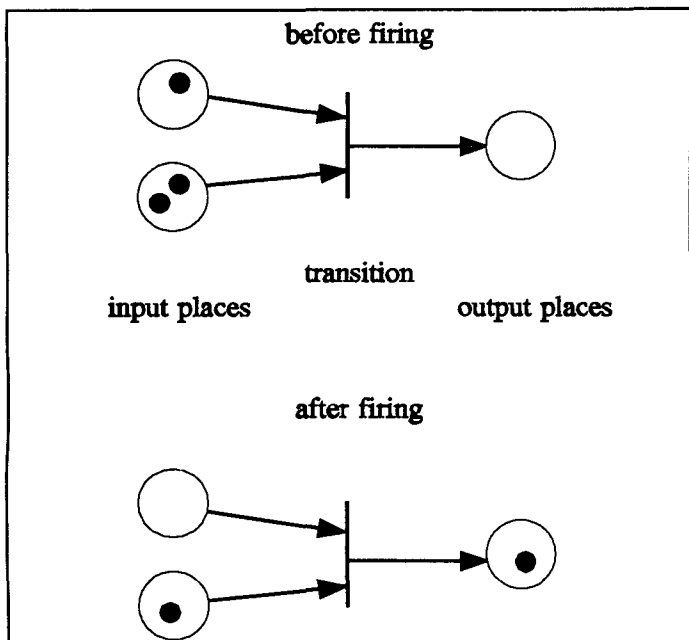 before firing
transition
input places
output places
after firing